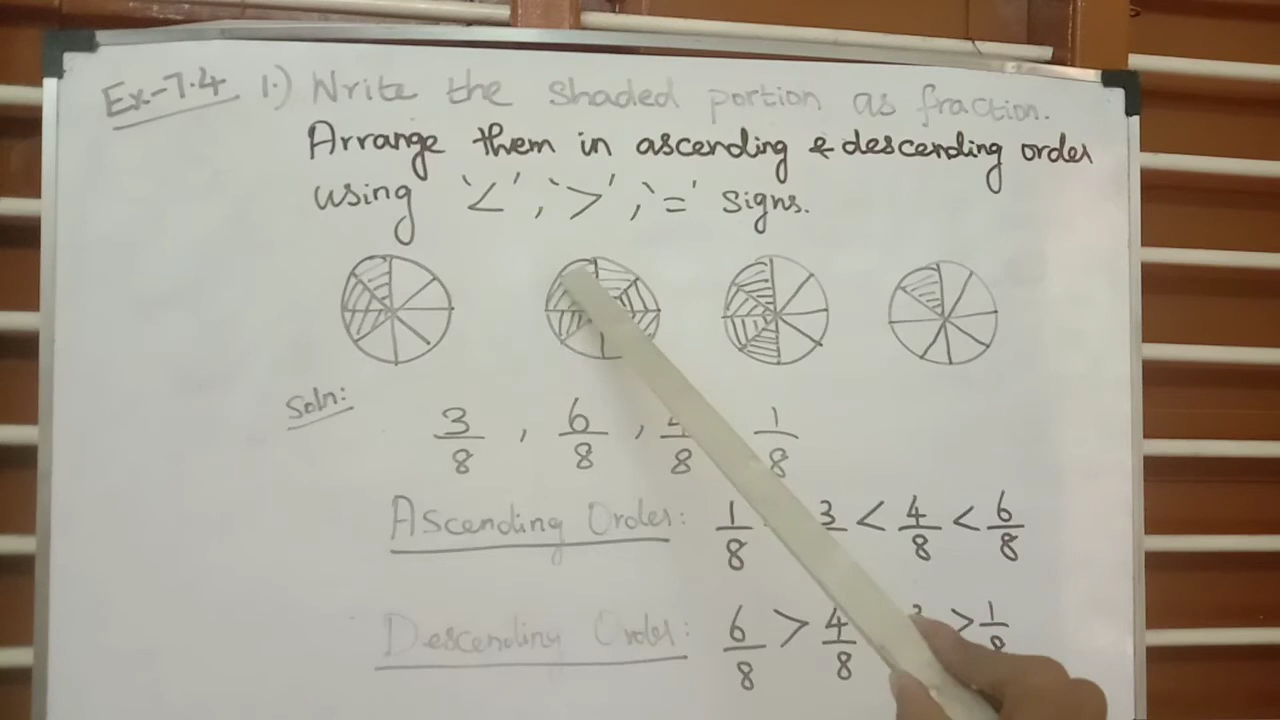 Ex-7.4 1.) Write the shaded portion as fraction.
Arrange them in ascending & descending order
using '<', '>', '=' signs.
Soln:
3/8, 6/8, 4/8 1/8
Ascending Order: 1/8 3 < 4/8 < 6/8
Descending Order: 6/8 > 4/8 > 1/8